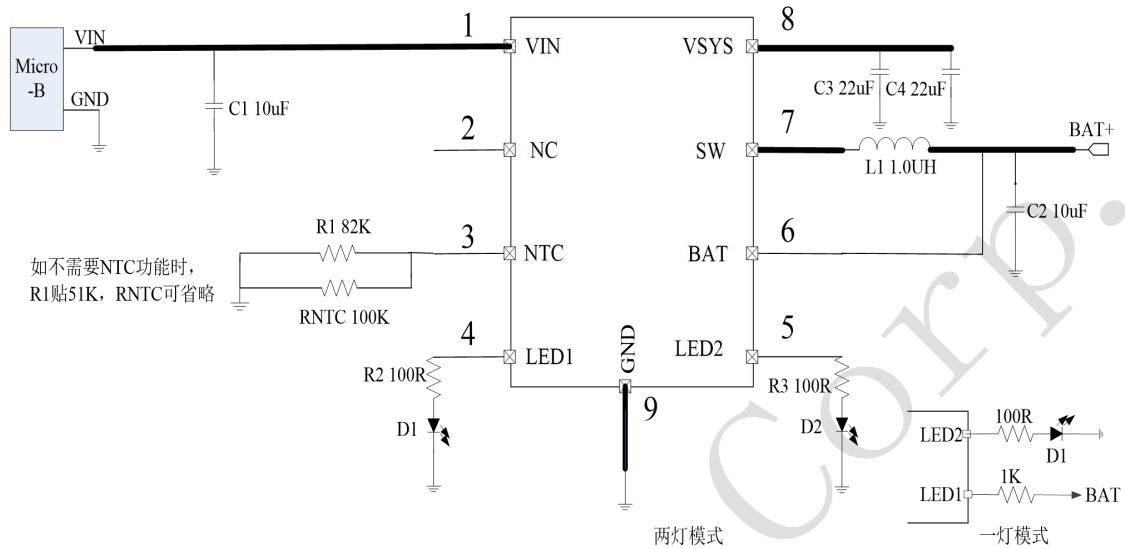 Micro
-B
VIN
GND
C1 10uF
1
VIN
2
NC
R1 82K
3
NTC
RNTC 100K
如不需要NTC功能时，
R1贴51K，RNTC可省略
4
LED1
R2 100R
D1
GND
9
8
VSYS
C3 22uF
C4 22uF
7
SW
L1 1.0UH
BAT+
C2 10uF
6
BAT
5
LED2
R3 100R
D2
两灯模式
LED2
100R
D1
LED1
1K
BAT
一灯模式
Corp.